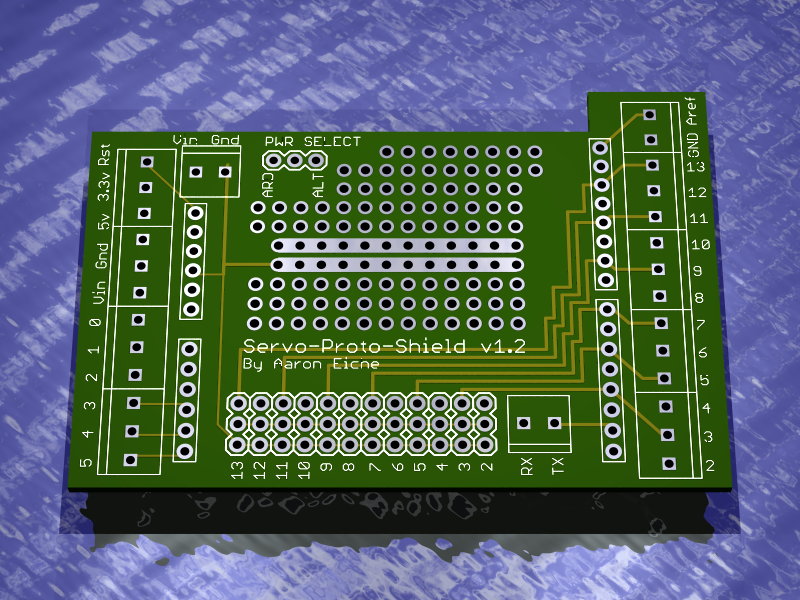 Vin Gnd
PWR SELECT
ARD
ALT
3.3v Rst
5v
Vin Gnd
0
1
2
3
4
5
GND Aref
13
12
11
10
9
8
7
6
5
4
3
2
Servo-Proto-Shield v1.2
By Aaron Eicne
13 12 11 10 9 8 7 6 5 4 3 2
RX TX